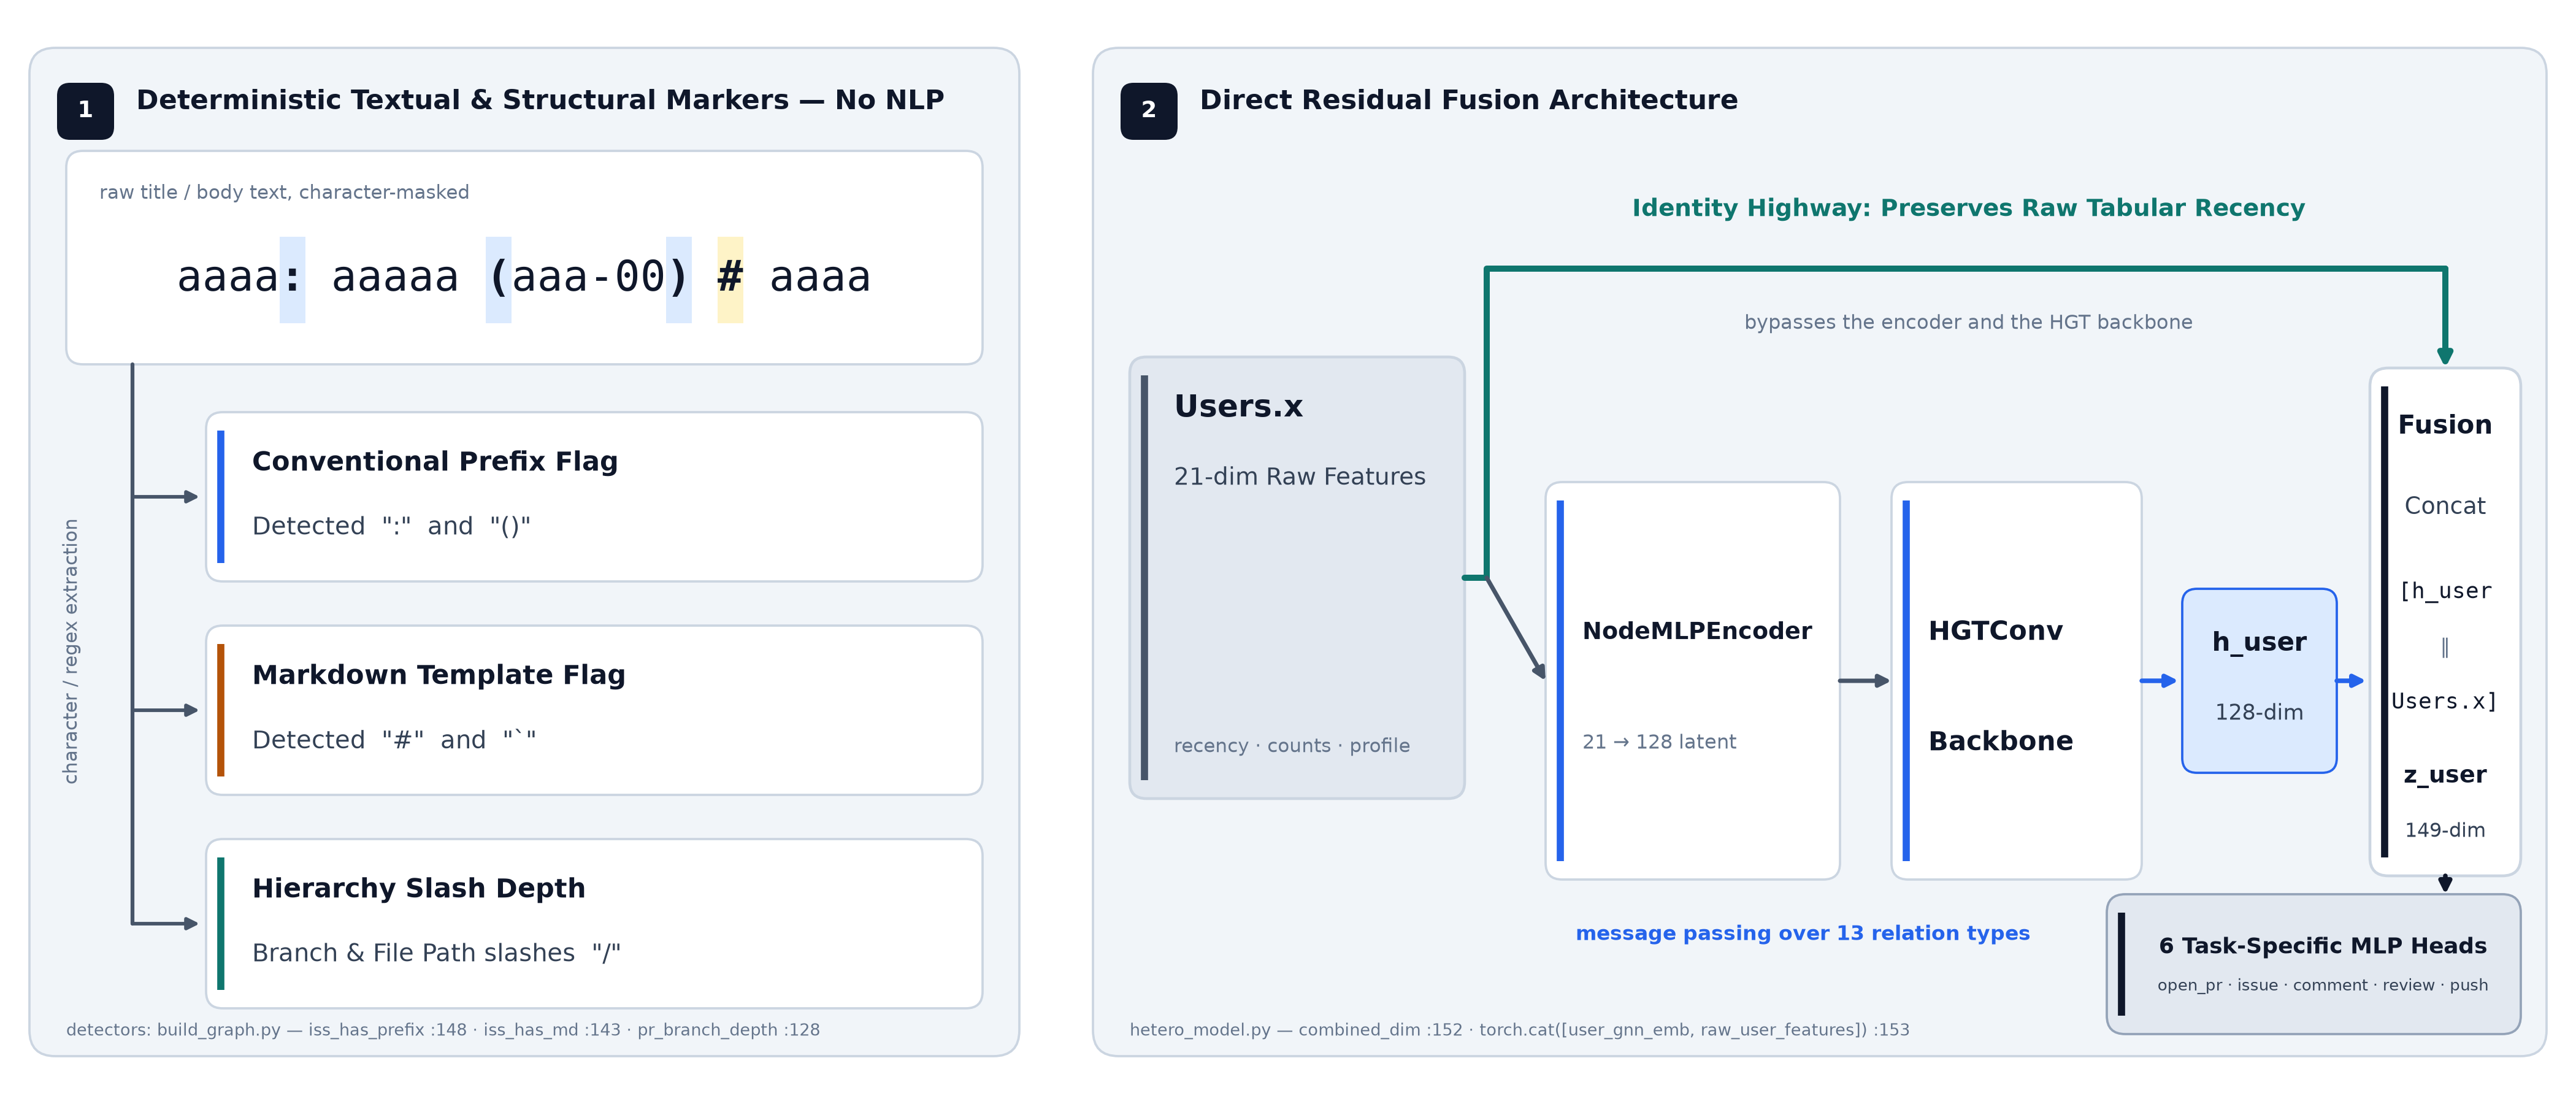 1
Deterministic Textual & Structural Markers — No NLP
raw title / body text, character-masked
aaaa: aaaaa (aaa-00) # aaaa
character / regex extraction
Conventional Prefix Flag
Detected ":" and "()"
Markdown Template Flag
Detected "#" and "`"
Hierarchy Slash Depth
Branch & File Path slashes "/"
detectors: build_graph.py — iss_has_prefix :148 · iss_has_md :143 · pr_branch_depth :128
2
Direct Residual Fusion Architecture
Identity Highway: Preserves Raw Tabular Recency
bypasses the encoder and the HGT backbone
Users.x
21-dim Raw Features
recency · counts · profile
NodeMLPEncoder
21 → 128 latent
HGTConv
Backbone
h_user
128-dim
Fusion
Concat
[h_user
‖
Users.x]
z_user
149-dim
message passing over 13 relation types
6 Task-Specific MLP Heads
open_pr · issue · comment · review · push
hetero_model.py — combined_dim :152 · torch.cat([user_gnn_emb, raw_user_features]) :153